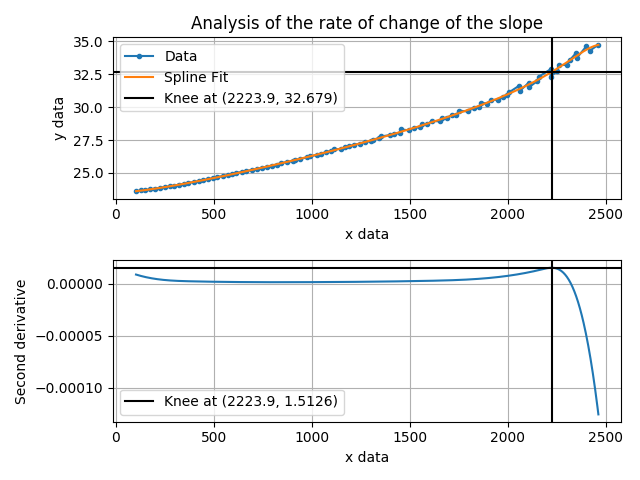 Analysis of the rate of change of the slope
35.0
32.5
30.0
27.5
25.0
y data
Data
Spline Fit
Knee at (2223.9, 32.679)
0
500
1000
1500
2000
2500
x data
0.00000
−0.00005
−0.00010
Second derivative
Knee at (2223.9, 1.5126)
0
500
1000
1500
2000
2500
x data